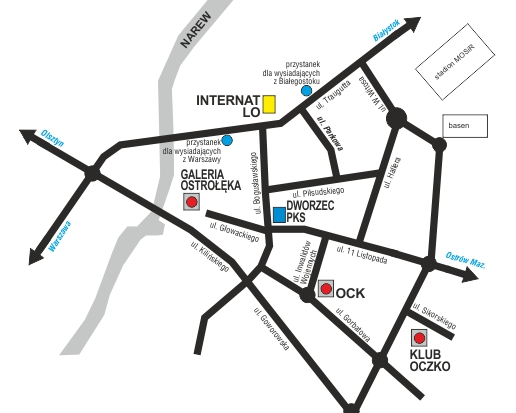 NAREW
Białystok
stadion MOSiR
przystanek
dla wysiadających
z Białegostoku
ul. Traugutta
ul. W. Witosa
INTERNAT
LO
basen
Olsztyn
przystanek
dla wysiadających
z Warszawy
ul. Parkowa
ul. Hallera
GALERIA
OSTROŁĘKA
ul. Bogusławskiego
ul. Piłsudskiego
DWORZEC
PKS
Warszawa
ul. Głowackiego
ul. Kilińskiego
ul. Inwalidów
Wojennych
ul. 11 Listopada
Ostrów Maz.
OCK
ul. Gorbatowa
ul. Sikorskiego
ul. Goworowska
KLUB
OCZKO